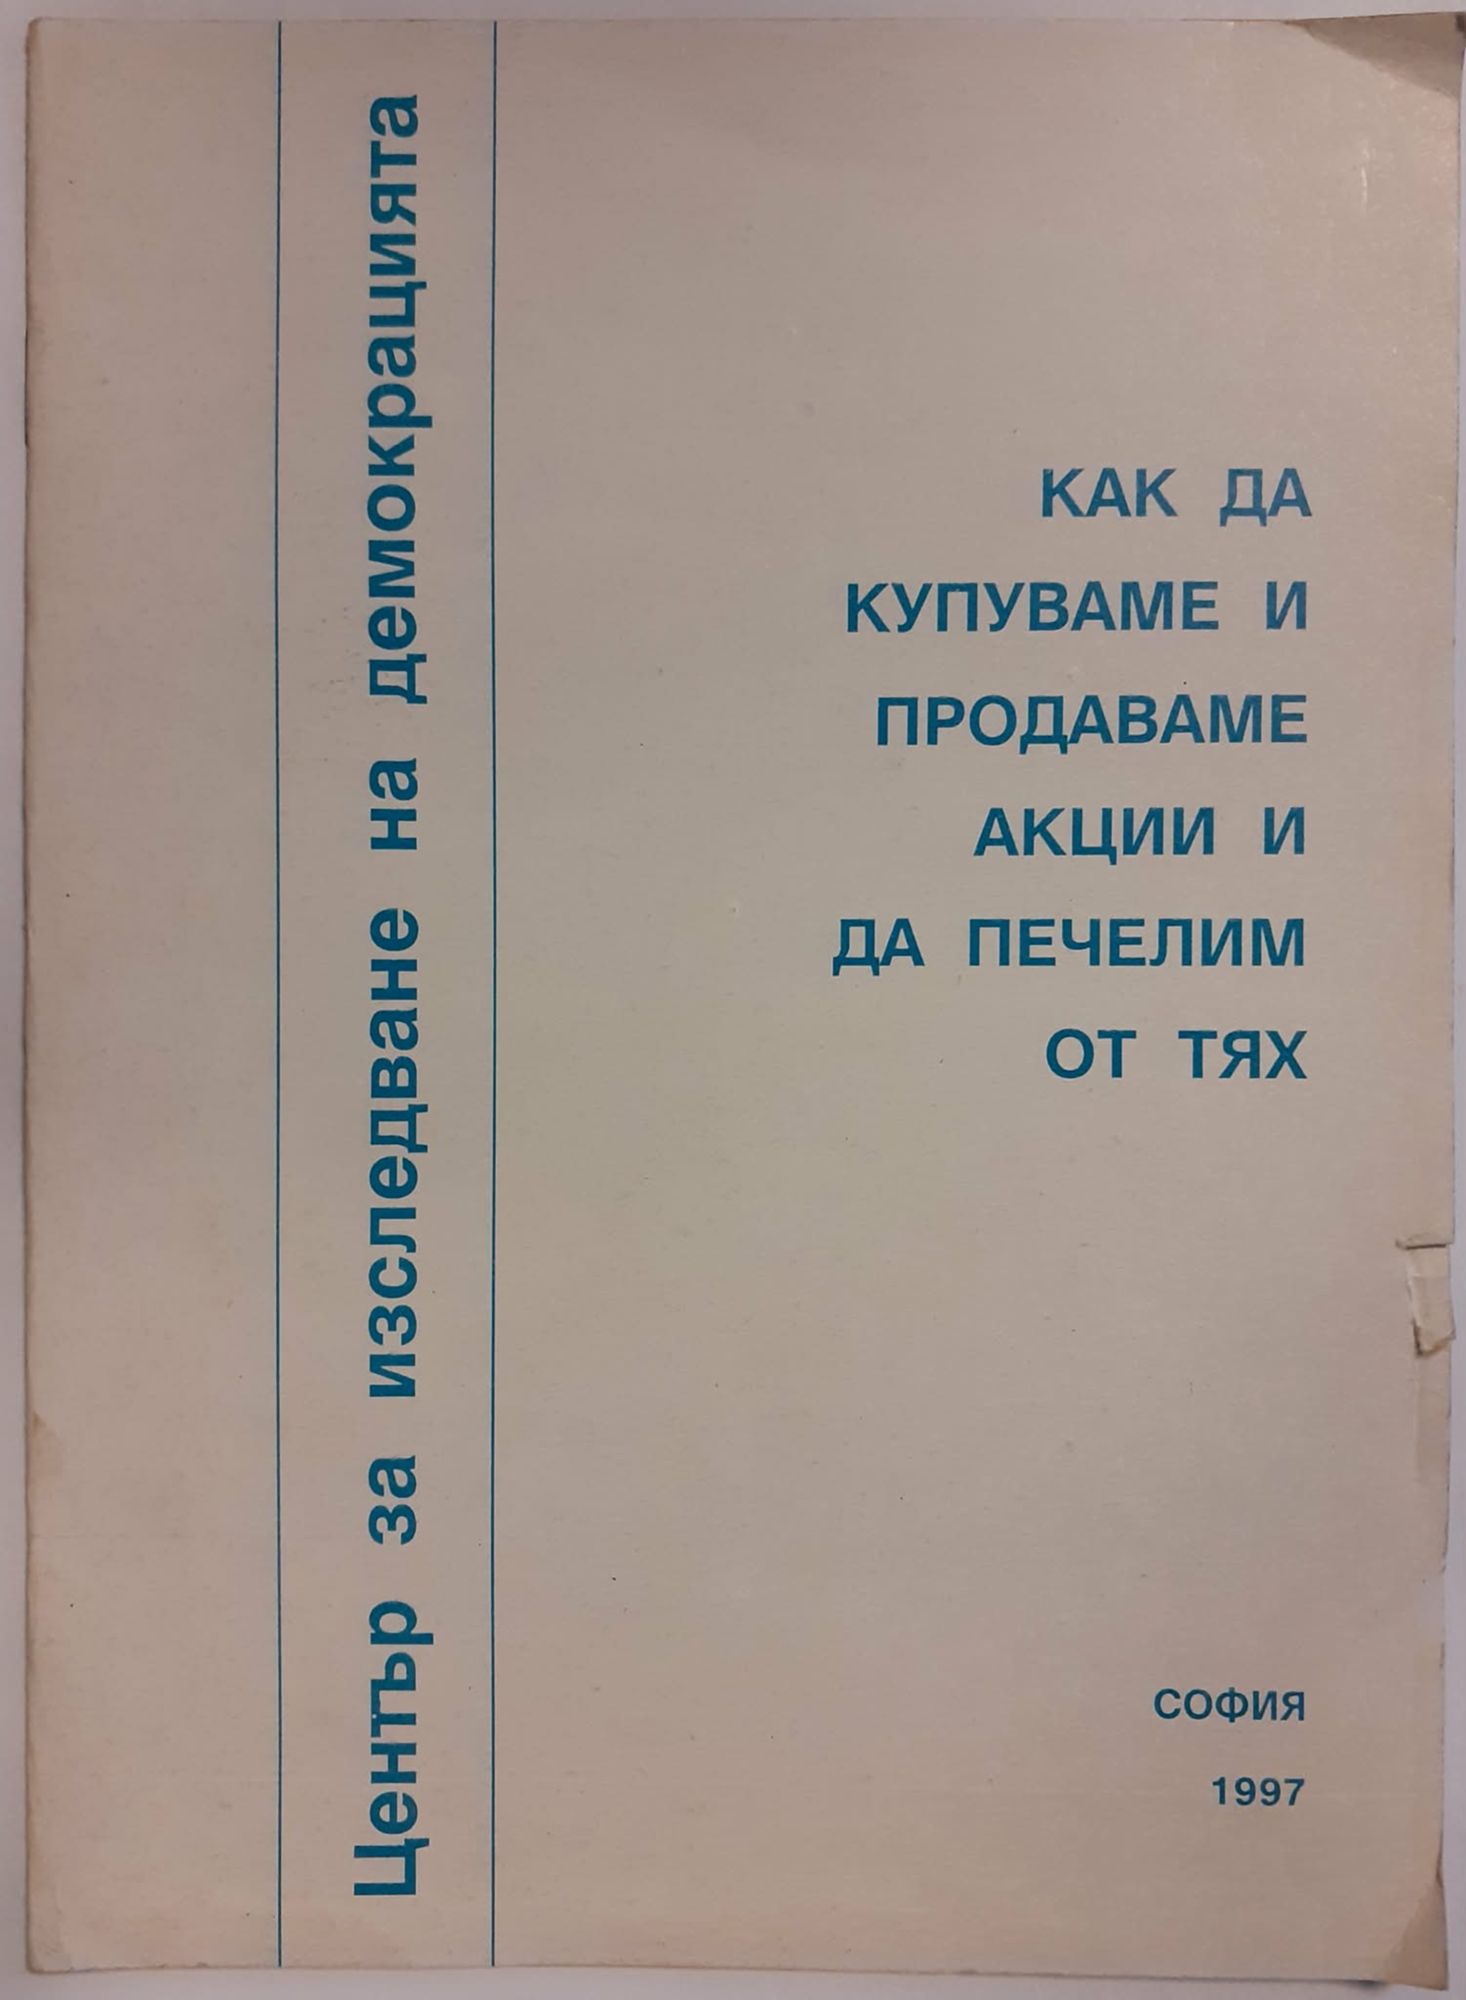 Център за изследване на демокрацията
КАК ДА
КУПУВАМЕ И
ПРОДАВАМЕ
АКЦИИ И
ДА ПЕЧЕЛИМ
ОТ ТЯХ
СОФИЯ
1997